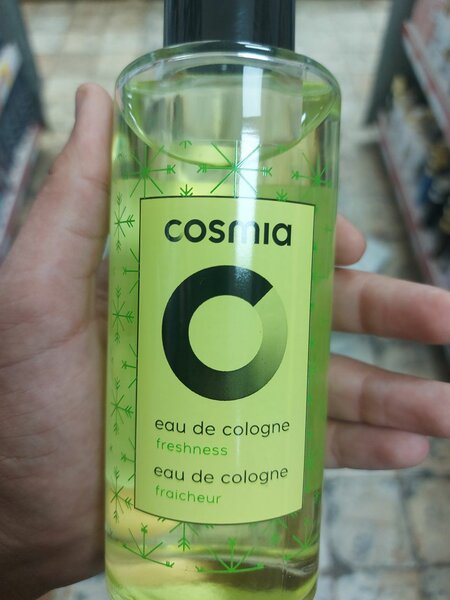 cosmia
eau de cologne
freshness
eau de cologne
fraicheur